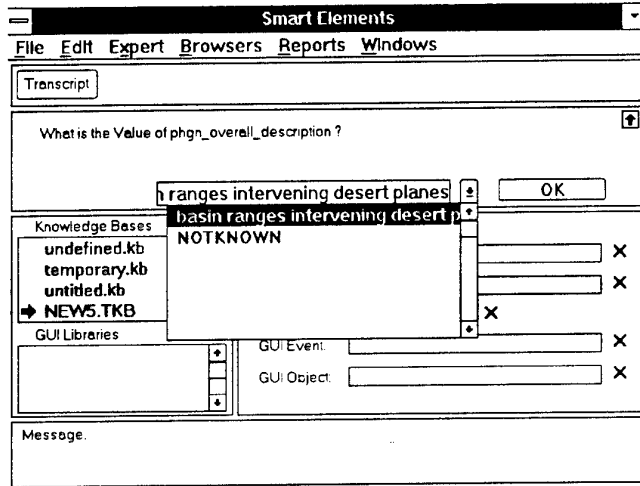 Smart Elements
File Edit Expert Browsers Reports Windows
Transcript
What is the Value of phgn_overall_description ?
ranges intervening desert planes
OK
basin ranges intervening desert p
NOTKNOWN
Knowledge Bases
undefined.kb
temporary.kb
untitled.kb
NEW5.TKB
GUI Libraries
GUI Event:
GUI Object:
Message.